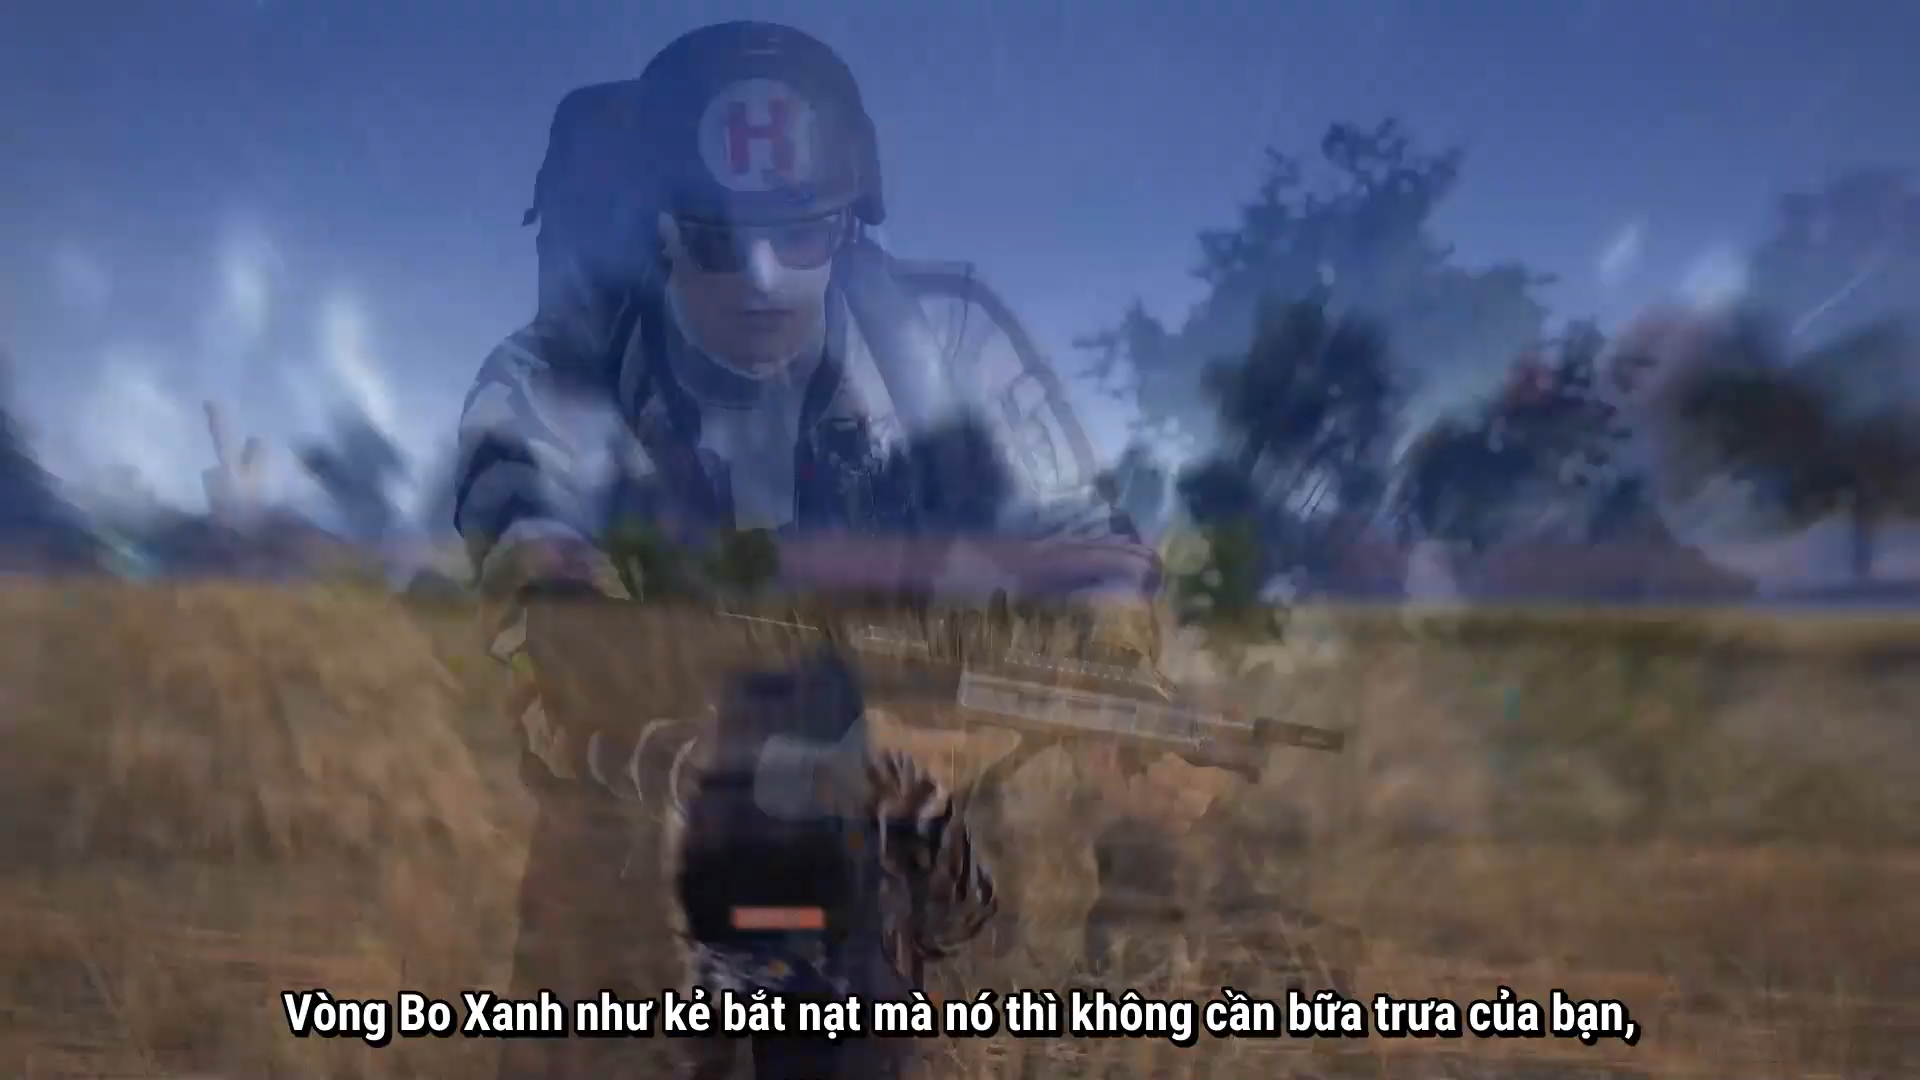 H
Vòng Bo Xanh như kẻ bắt nạt mà nó thì không cần bữa trưa của bạn,